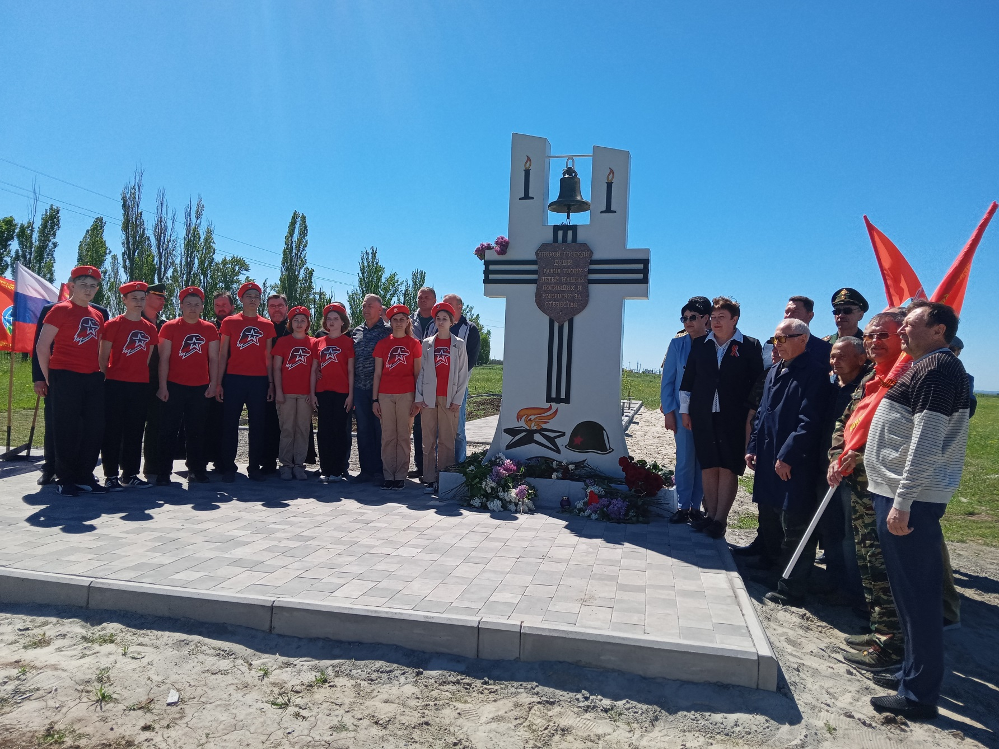 УПОКОЙ ГОСПОДИ
ДУШИ
РАБОВ ТВОИХ
ДЕТЕЙ НАШИХ
ПОГИБШИХ И
УМЕРШИХ ЗА
ОТЕЧЕСТВО